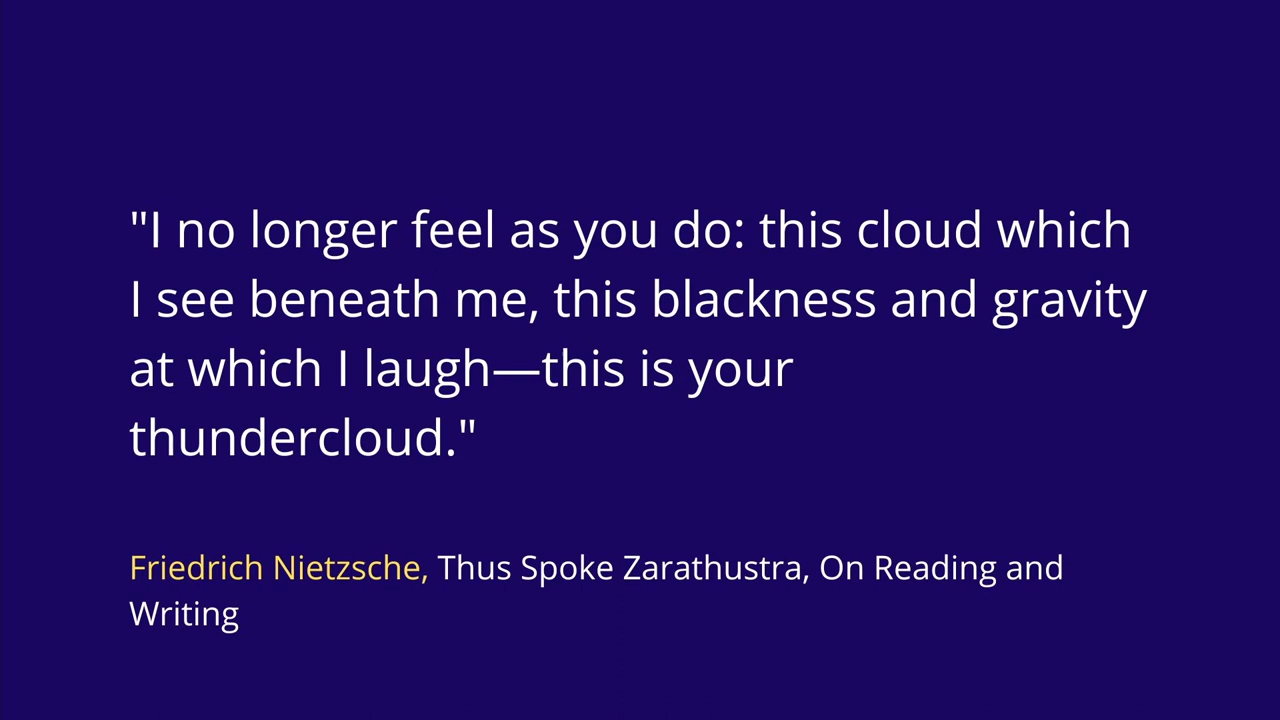 "I no longer feel as you do: this cloud which
I see beneath me, this blackness and gravity
at which I laugh—this is your
thundercloud."
Friedrich Nietzsche, Thus Spoke Zarathustra, On Reading and
Writing